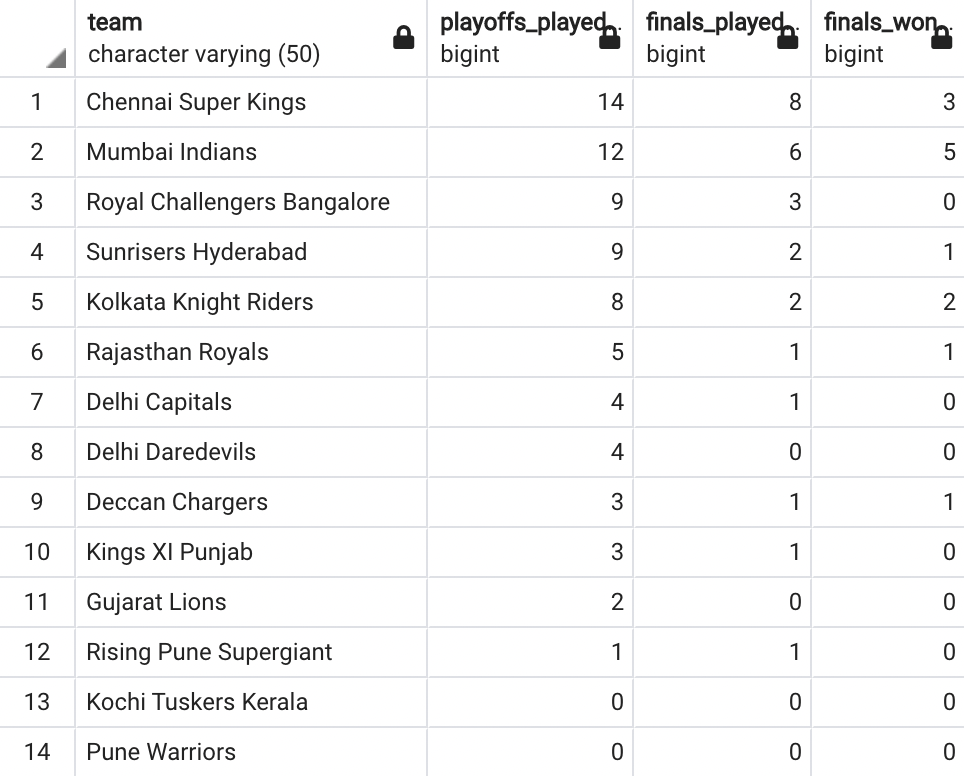 team playoffs_played.. finals_played.. finals_won..
character varying (50) bigint bigint bigint
1 Chennai Super Kings 14 8 3
2 Mumbai Indians 12 6 5
3 Royal Challengers Bangalore 9 3 0
4 Sunrisers Hyderabad 9 2 1
5 Kolkata Knight Riders 8 2 2
6 Rajasthan Royals 5 1 1
7 Delhi Capitals 4 1 0
8 Delhi Daredevils 4 0 0
9 Deccan Chargers 3 1 1
10 Kings XI Punjab 3 1 0
11 Gujarat Lions 2 0 0
12 Rising Pune Supergiant 1 1 0
13 Kochi Tuskers Kerala 0 0 0
14 Pune Warriors 0 0 0